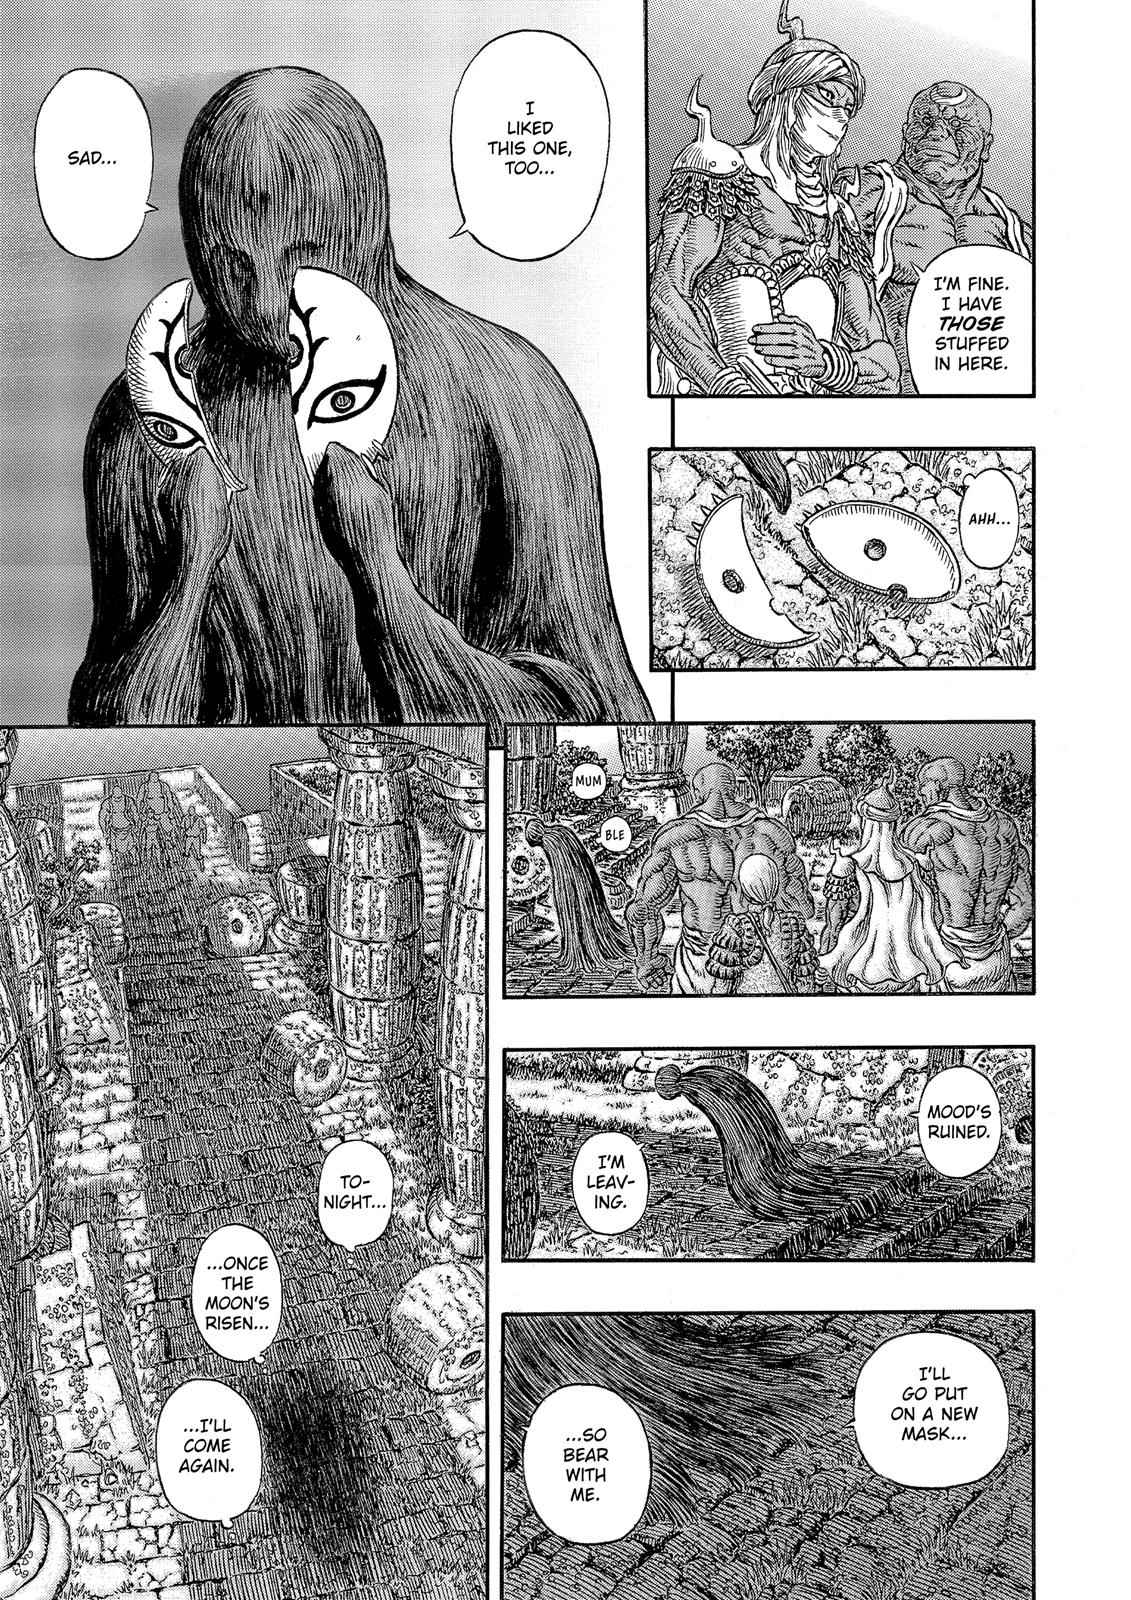 I'M FINE.
I HAVE
THOSE
STUFFED
IN HERE.
AHH...
I
LIKED
THIS ONE,
TOO...
SAD...
MUM
BLE
MOOD'S
RUINED.
I'M
LEAV-
ING.
I'LL
GO PUT
ON A NEW
MASK...
...SO
BEAR
WITH
ME.
TO-
NIGHT...
...ONCE
THE
MOON'S
RISEN...
...I'LL
COME
AGAIN.